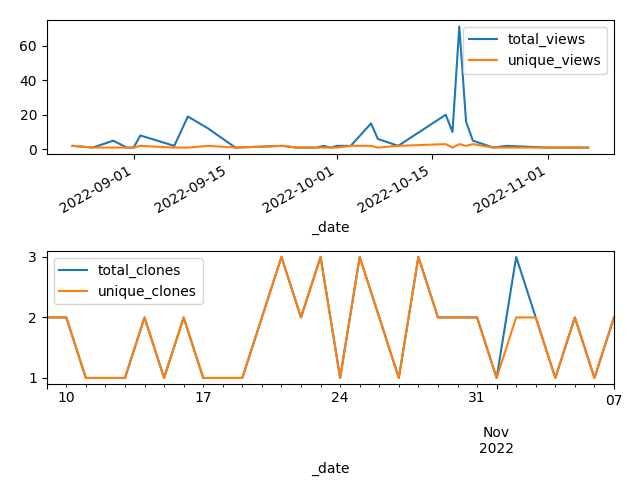 60
40
20
0
total_views
unique_views
2022-09-01
2022-09-15
2022-10-01
2022-10-15
2022-11-01
_date
3
2
1
total_clones
unique_clones
10
17
24
31
07
Nov
2022
_date